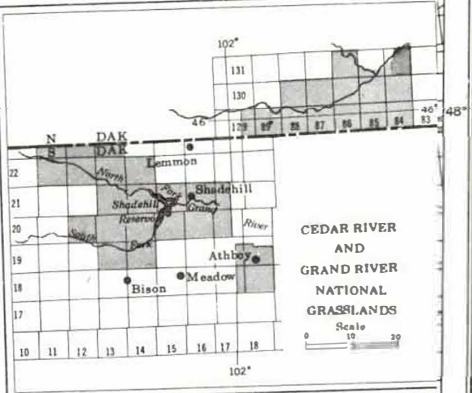 102°
131
130
46°
129 89 88 87 86 85 84 83
46°
48°
N DAK
S DAK
Lemmon
22
North Fork
Shadehill
21
Shadehill
Reservoir
Grand
River
20
South Fork
Athboy
19
Meadow
18
Bison
17
10 11 12 13 14 15 16 17 18
102°
CEDAR RIVER
AND
GRAND RIVER
NATIONAL
GRASSLANDS
Scale
0 10 20